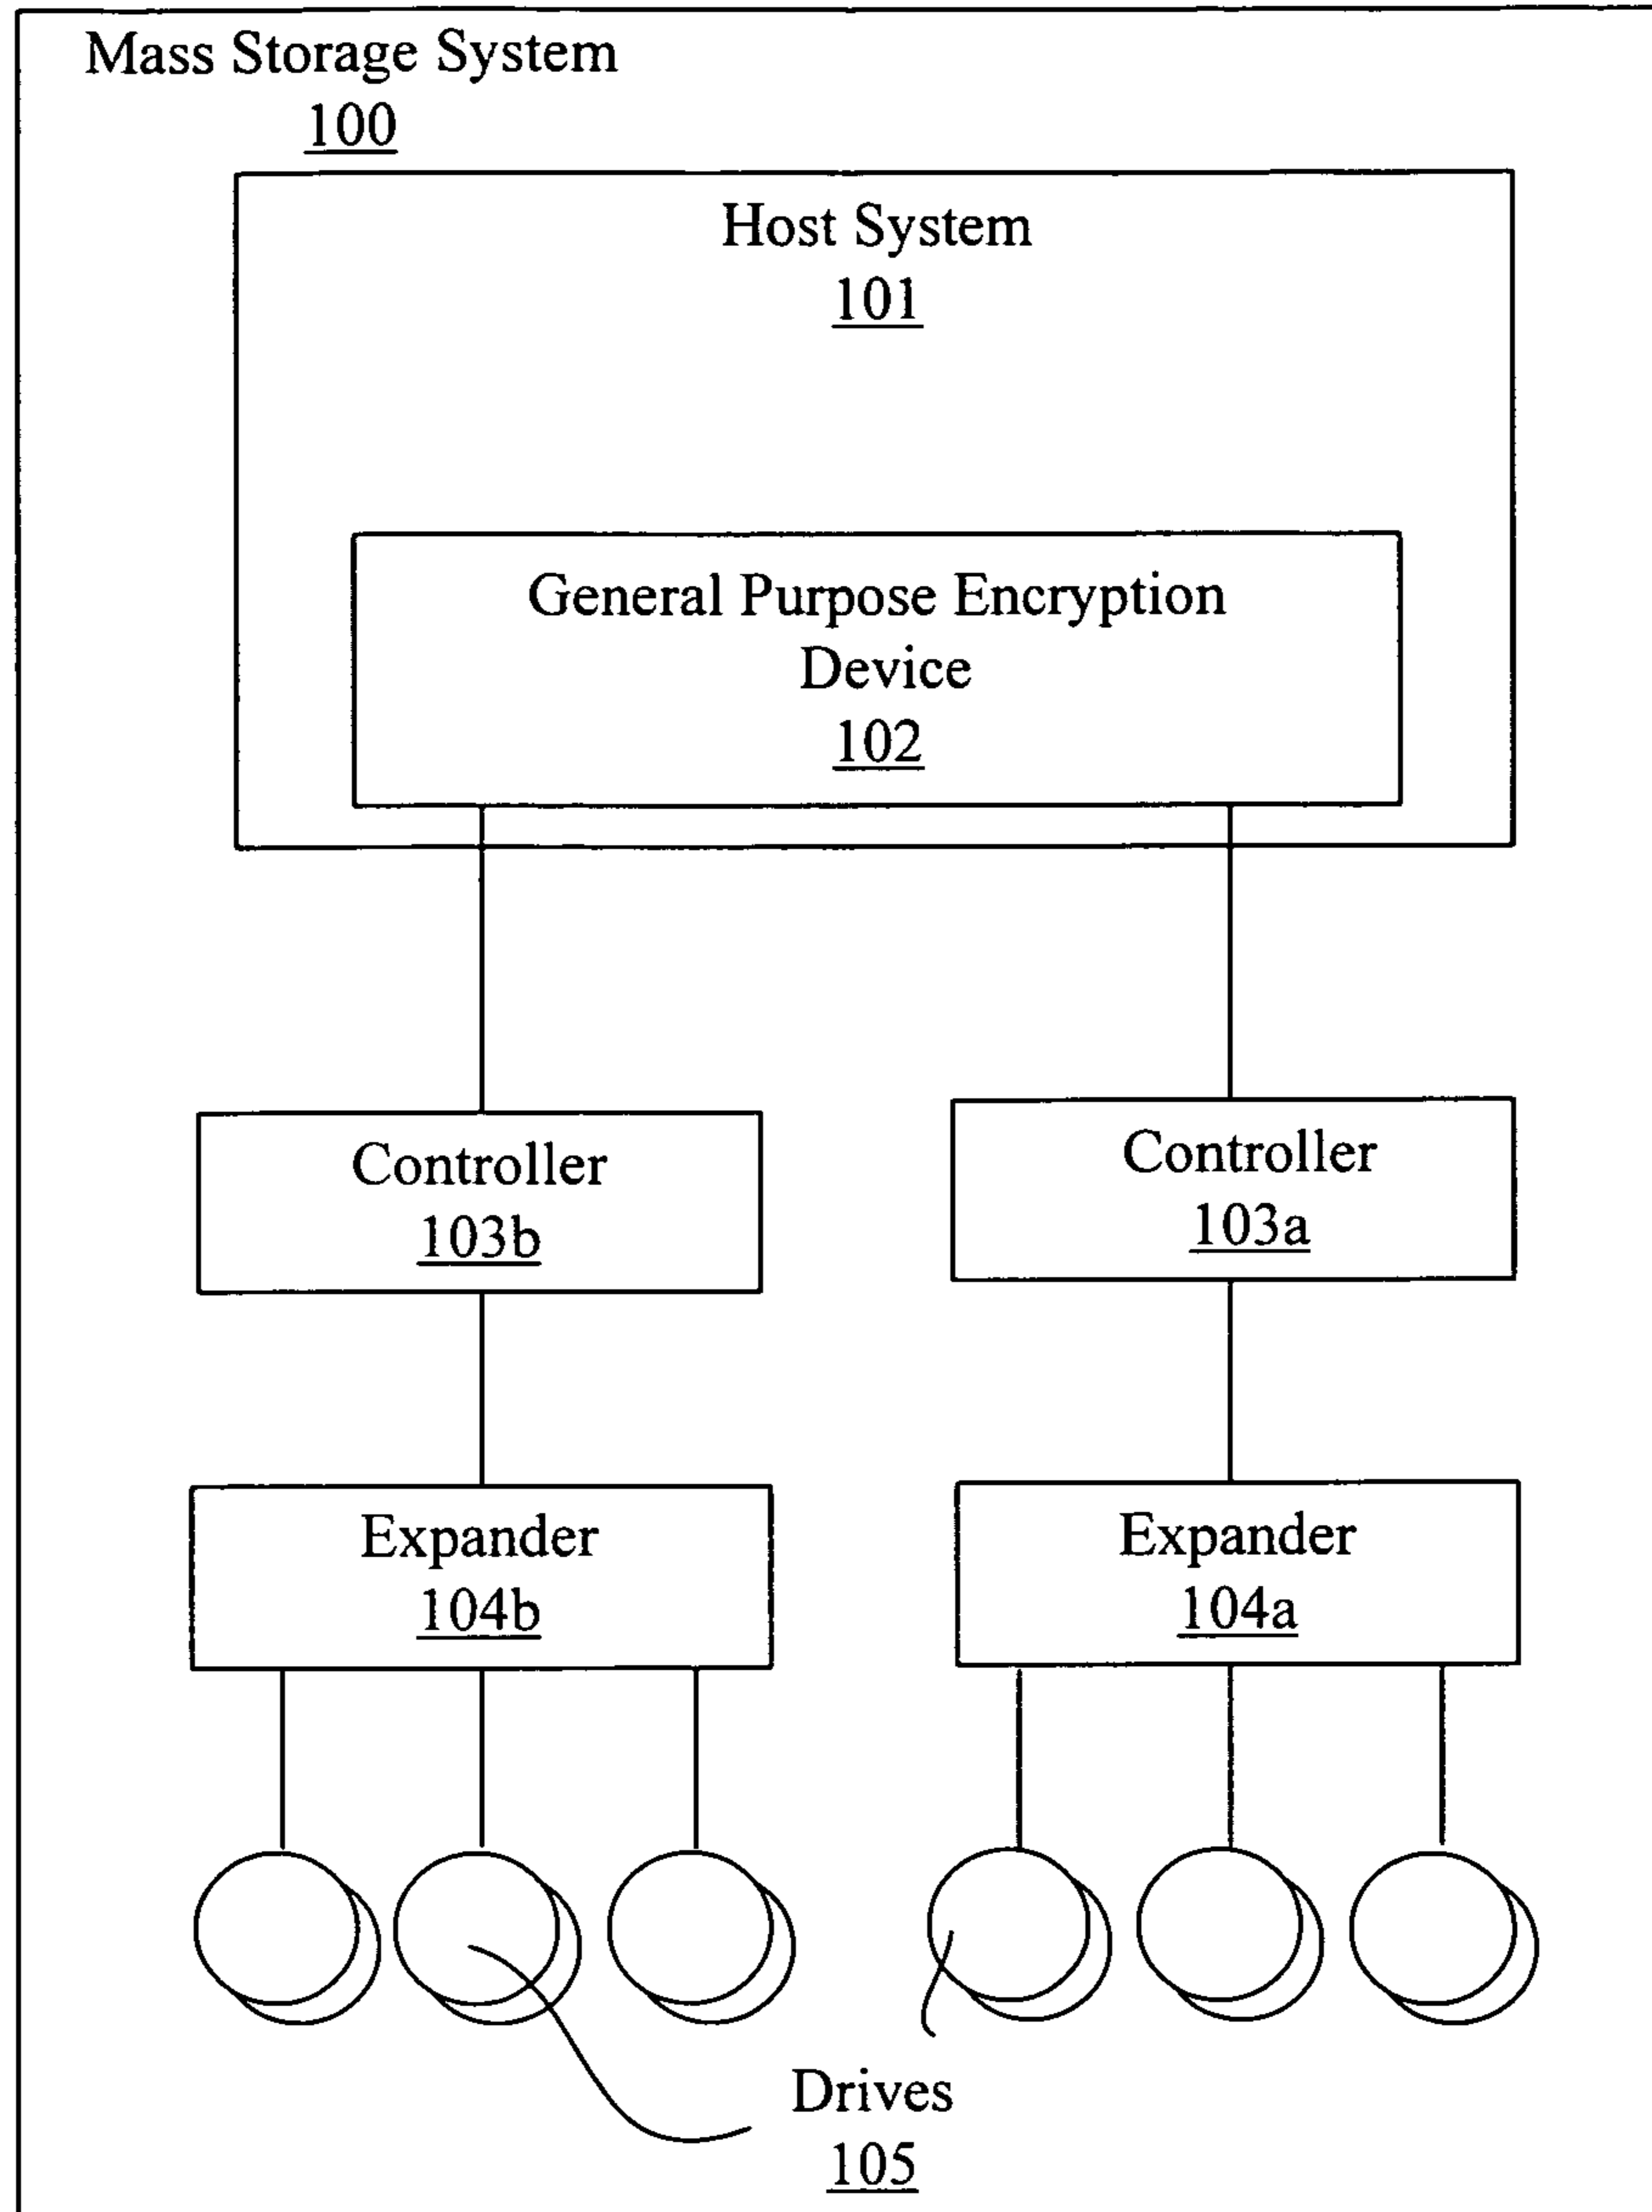 Mass Storage System
100
Host System
101
General Purpose Encryption
Device
102
Controller
103b
Controller
103a
Expander
104b
Expander
104a
Drives
105